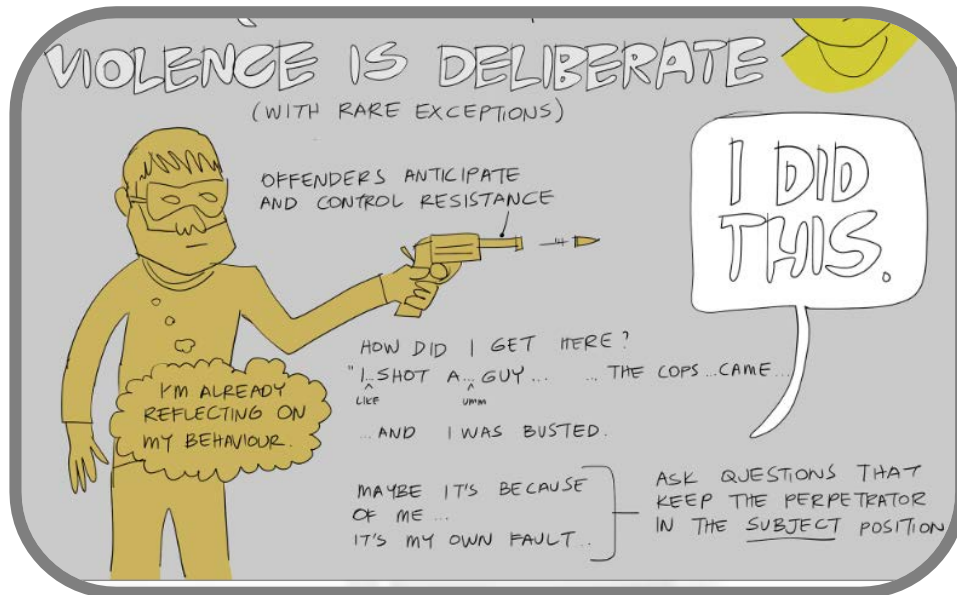 VIOLENCE IS DELIBERATE
(WITH RARE EXCEPTIONS)
OFFENDERS ANTICIPATE
AND CONTROL RESISTANCE
I DID
THIS.
HOW DID I GET HERE?
"I...SHOT A... GUY... ... THE COPS...CAME...
LIKE UMM
...AND I WAS BUSTED.
I'M ALREADY
REFLECTING ON
MY BEHAVIOUR.
MAYBE IT'S BECAUSE
OF ME...
IT'S MY OWN FAULT...
ASK QUESTIONS THAT
KEEP THE PERPETRATOR
IN THE SUBJECT POSITION